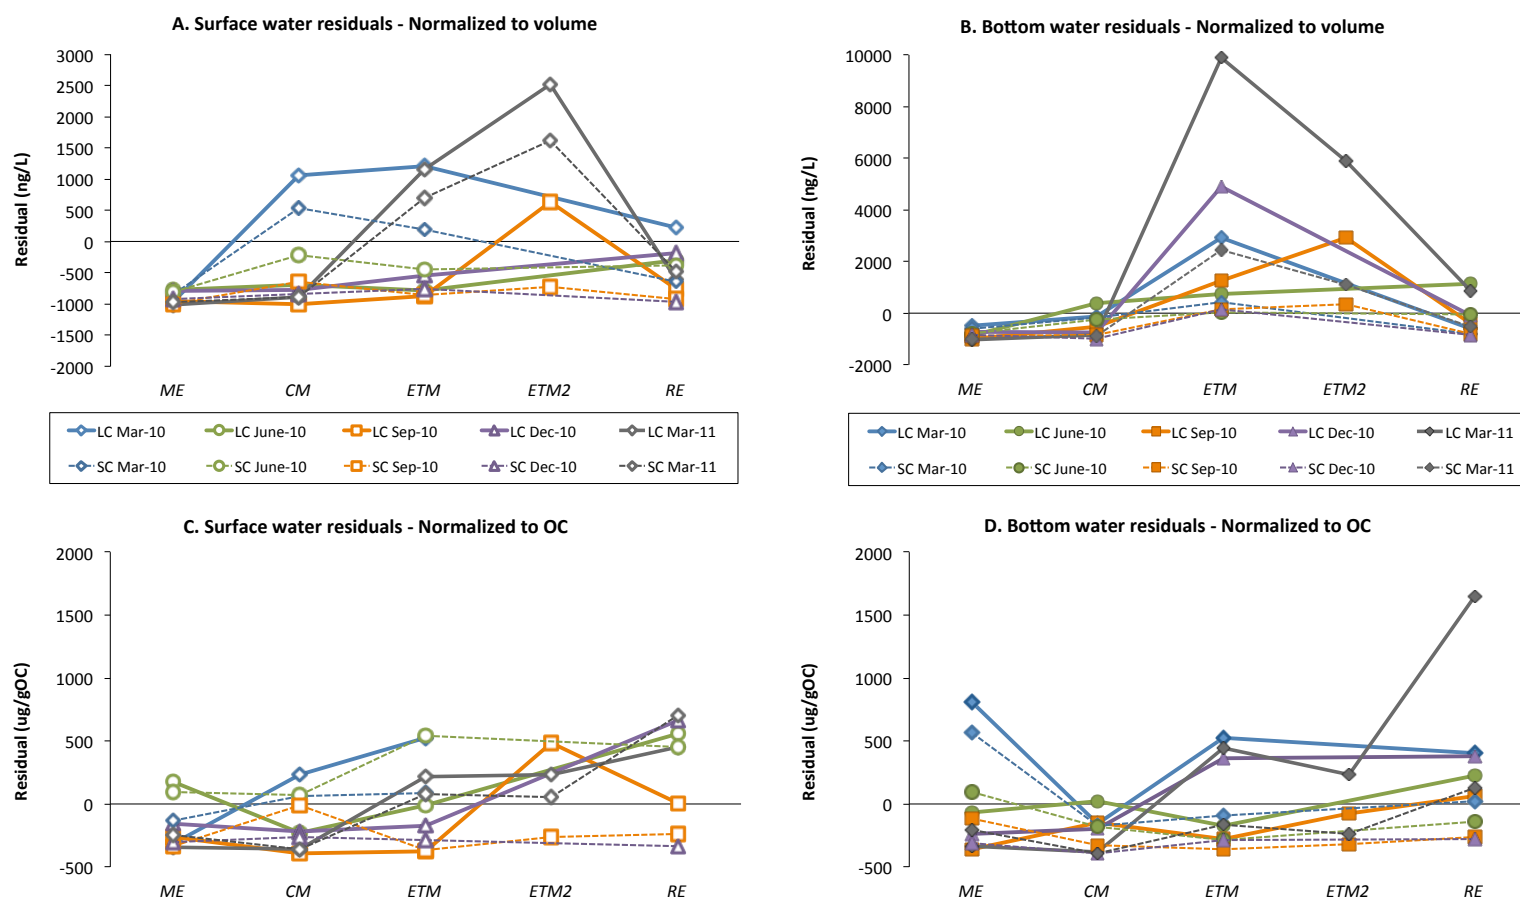 A. Surface water residuals - Normalized to volume
Residual (ng/L)
3000
2500
2000
1500
1000
500
0
-500
-1000
-1500
-2000
ME CM ETM ETM2 RE
LC Mar-10 LC June-10 LC Sep-10 LC Dec-10 LC Mar-11
SC Mar-10 SC June-10 SC Sep-10 SC Dec-10 SC Mar-11
B. Bottom water residuals - Normalized to volume
Residual (ng/L)
10000
8000
6000
4000
2000
0
-2000
ME CM ETM ETM2 RE
LC Mar-10 LC June-10 LC Sep-10 LC Dec-10 LC Mar-11
SC Mar-10 SC June-10 SC Sep-10 SC Dec-10 SC Mar-11
C. Surface water residuals - Normalized to OC
Residual (ug/gOC)
2000
1500
1000
500
0
-500
ME CM ETM ETM2 RE
D. Bottom water residuals - Normalized to OC
Residual (ug/gOC)
2000
1500
1000
500
0
-500
ME CM ETM ETM2 RE